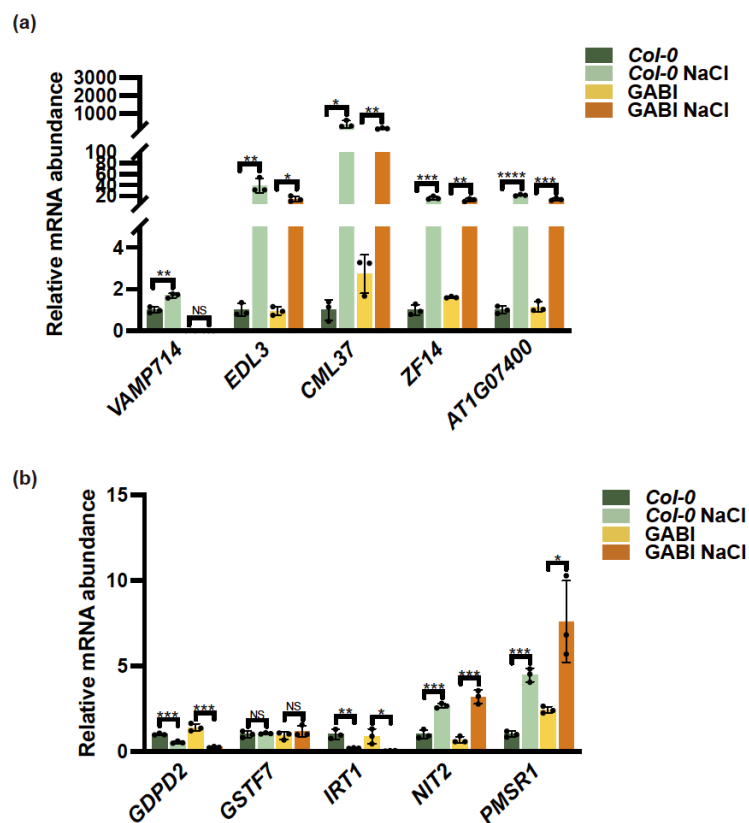 (a)
Relative mRNA abundance
3000
2000
1000
100
80
60
40
20
4
2
0
** NS
** *
* **
*** **
**** ***
VAMP714
EDL3
CML37
ZF14
AT1G07400
Col-0
Col-0 NaCl
GABI
GABI NaCl
(b)
Relative mRNA abundance
15
10
5
0
*** ***
NS NS
** *
*** ***
*** *
GDPD2
GSTF7
IRT1
NIT2
PMSR1
Col-0
Col-0 NaCl
GABI
GABI NaCl